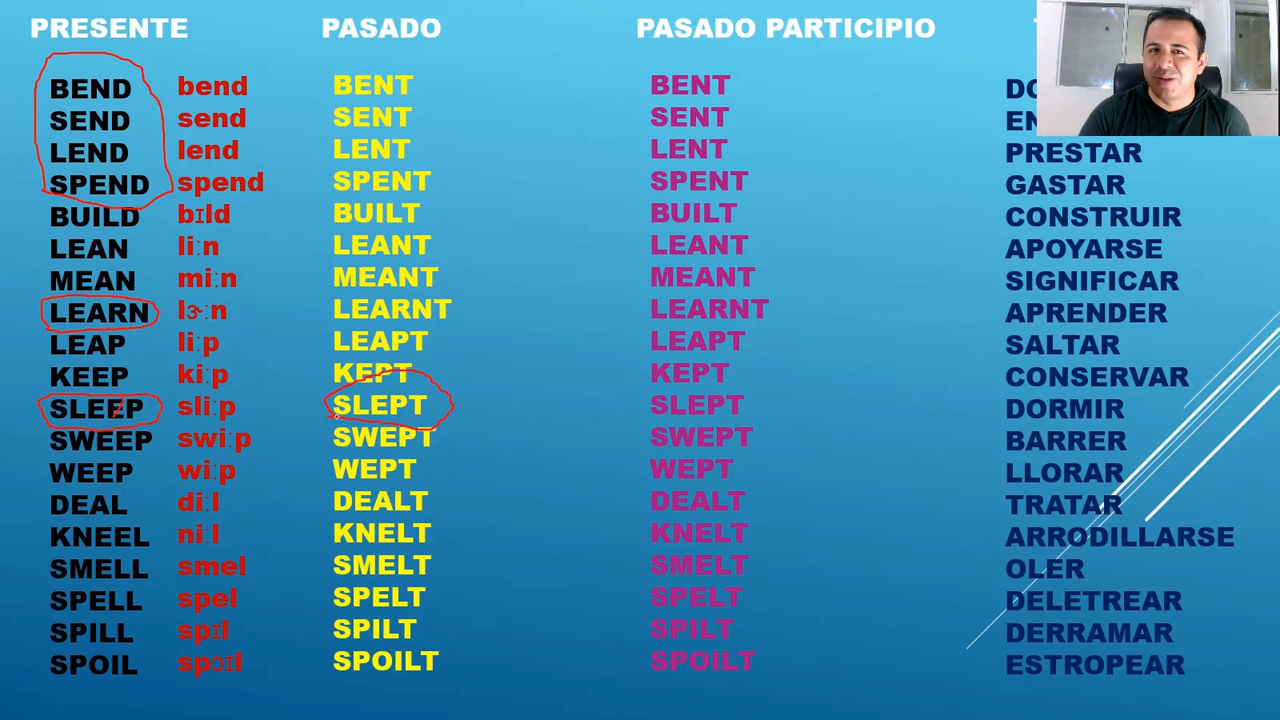 PRESENTE PASADO PASADO PARTICIPIO
BEND bend BENT BENT
SEND send SENT SENT
LEND lend LENT LENT PRESTAR
SPEND spend SPENT SPENT GASTAR
BUILD bɪld BUILT BUILT CONSTRUIR
LEAN liːn LEANT LEANT APOYARSE
MEAN miːn MEANT MEANT SIGNIFICAR
LEARN lɝːn LEARNT LEARNT APRENDER
LEAP liːp LEAPT LEAPT SALTAR
KEEP kiːp KEPT KEPT CONSERVAR
SLEEP sliːp SLEPT SLEPT DORMIR
SWEEP swiːp SWEPT SWEPT BARRER
WEEP wiːp WEPT WEPT LLORAR
DEAL diːl DEALT DEALT TRATAR
KNEEL niːl KNELT KNELT ARRODILLARSE
SMELL smel SMELT SMELT OLER
SPELL spel SPELT SPELT DELETREAR
SPILL spɪl SPILT SPILT DERRAMAR
SPOIL spɔɪl SPOILT SPOILT ESTROPEAR